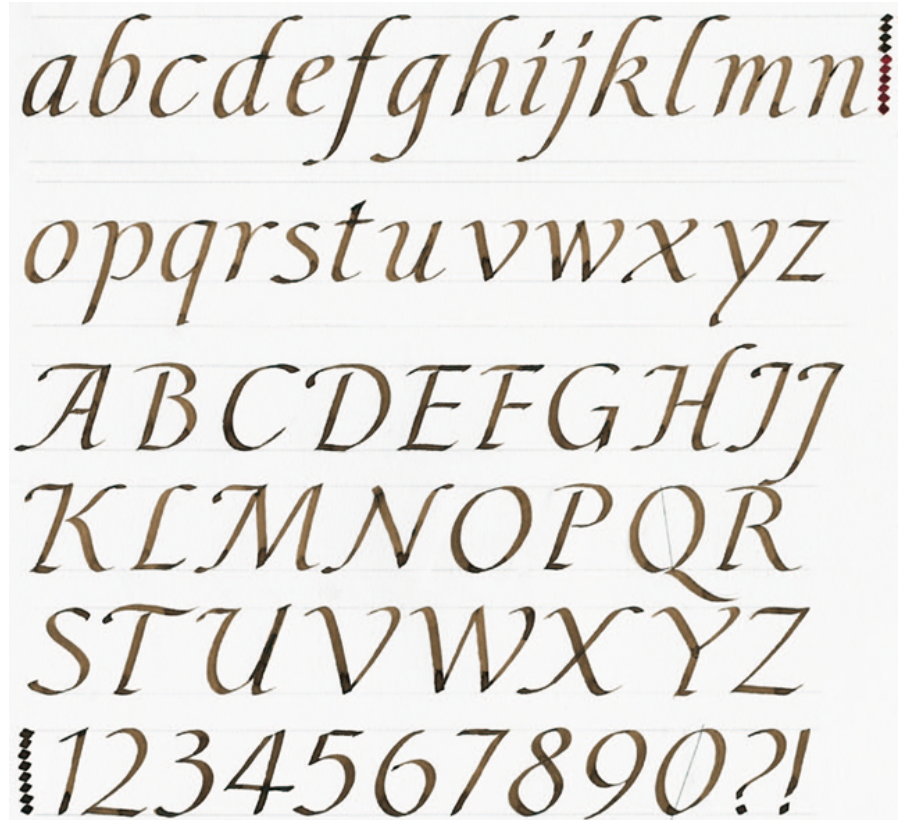 abcdefghijklmn
opqrstuvwxyz
ABCDEFGHIJ
KLMNOPQR
STUVWXYZ
1234567890?!